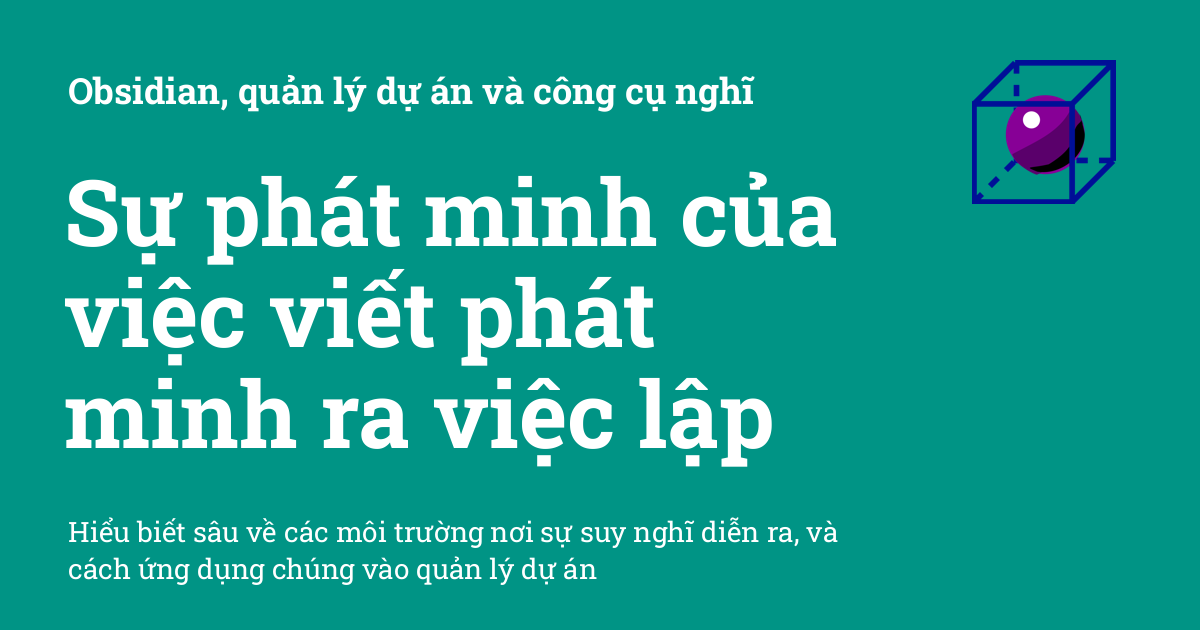 Obsidian, quản lý dự án và công cụ nghĩ
Sự phát minh của
việc viết phát
minh ra việc lập
Hiểu biết sâu về các môi trường nơi sự suy nghĩ diễn ra, và
cách ứng dụng chúng vào quản lý dự án